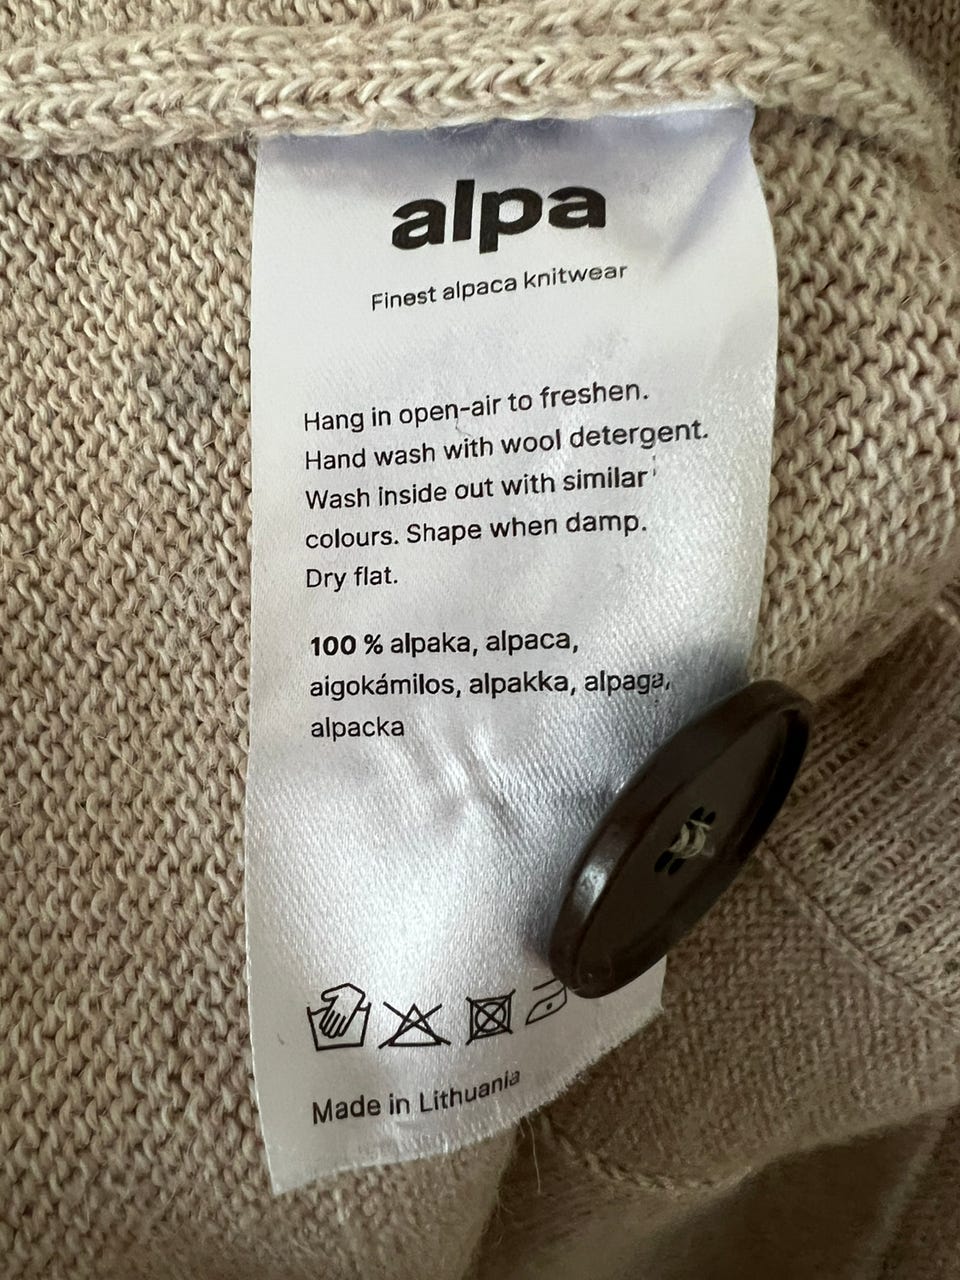 alpa
Finest alpaca knitwear
Hang in open-air to freshen.
Hand wash with wool detergent.
Wash inside out with similar
colours. Shape when damp.
Dry flat.
100 % alpaka, alpaca,
aigokámilos, alpakka, alpaga,
alpacka
Made in Lithuania